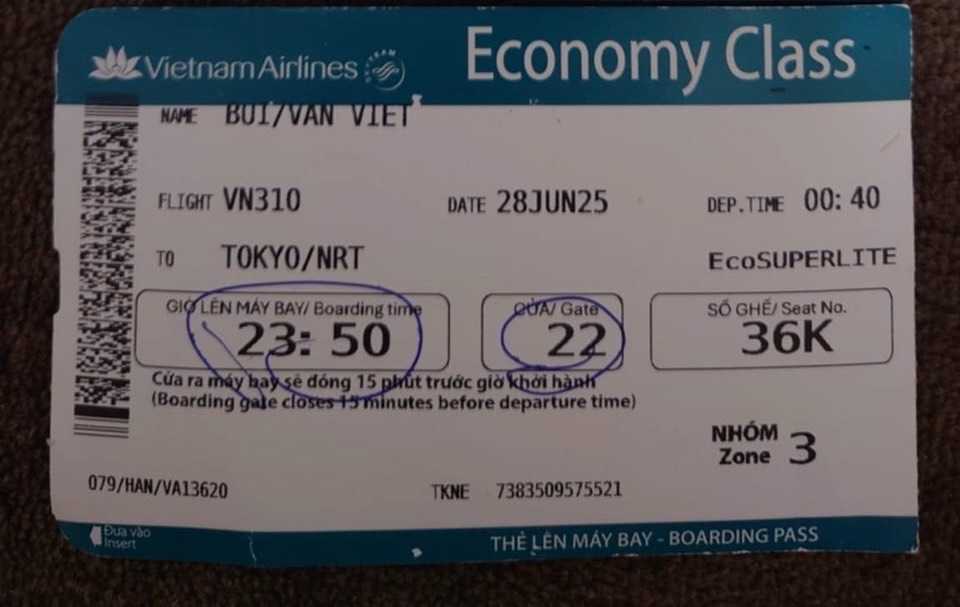 Vietnam Airlines SKYTEAM Economy Class
NAME BUI/VAN VIET
FLIGHT VN310 DATE 28JUN25 DEP.TIME 00:40
TO TOKYO/NRT EcoSUPERLITE
GIỜ LÊN MÁY BAY/ Boarding time CỬA/ Gate SỐ GHẾ/ Seat No.
23:50 22 36K
Cửa ra máy bay sẽ đóng 15 phút trước giờ khởi hành
(Boarding gate closes 15 minutes before departure time)
NHÓM
Zone 3
079/HAN/VA13620 TKNE 7383509575521
Đưa vào
Insert
THẺ LÊN MÁY BAY - BOARDING PASS